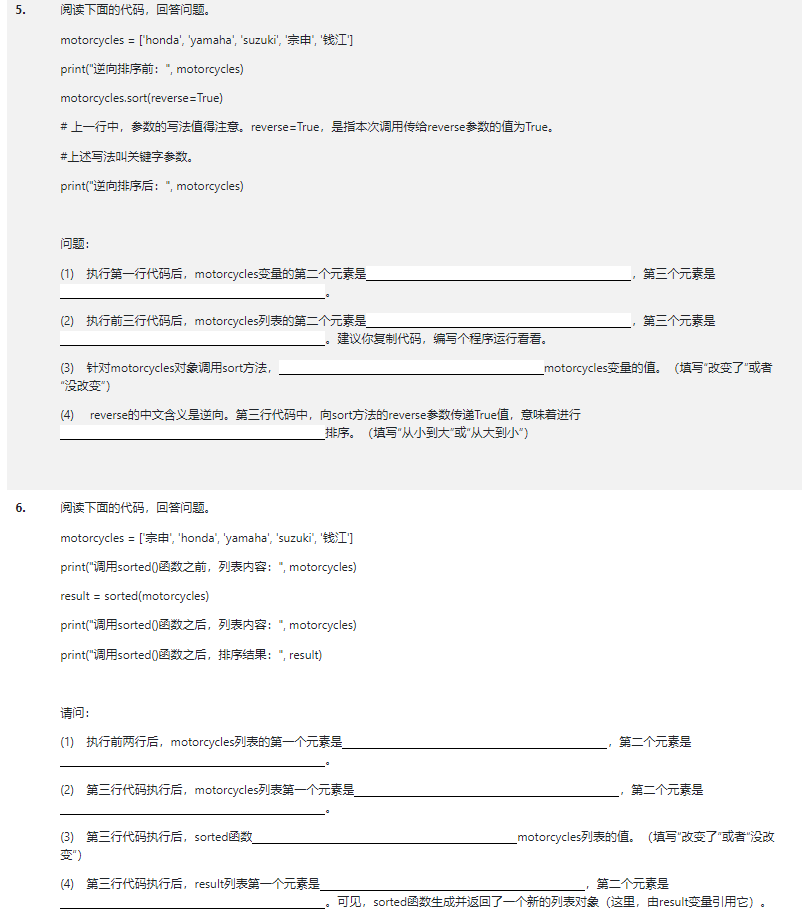 5. 阅读下面的代码，回答问题。
motorcycles = ['honda', 'yamaha', 'suzuki', '宗申', '钱江']
print("逆向排序前：", motorcycles)
motorcycles.sort(reverse=True)
# 上一行中，参数的写法值得注意。reverse=True，是指本次调用传给reverse参数的值为True。
#上述写法叫关键字参数。
print("逆向排序后：", motorcycles)
问题：
(1) 执行第一行代码后，motorcycles变量的第二个元素是，第三个元素是
。
(2) 执行前三行代码后，motorcycles列表的第二个元素是，第三个元素是
。建议你复制代码，编写个程序运行看看。
(3) 针对motorcycles对象调用sort方法，motorcycles变量的值。（填写“改变了”或者
“没改变”）
(4) reverse的中文含义是逆向。第三行代码中，向sort方法的reverse参数传递True值，意味着进行
排序。（填写“从小到大”或“从大到小”）
6. 阅读下面的代码，回答问题。
motorcycles = ['宗申', 'honda', 'yamaha', 'suzuki', '钱江']
print("调用sorted()函数之前，列表内容：", motorcycles)
result = sorted(motorcycles)
print("调用sorted()函数之后，列表内容：", motorcycles)
print("调用sorted()函数之后，排序结果：", result)
请问：
(1) 执行前两行后，motorcycles列表的第一个元素是，第二个元素是
。
(2) 第三行代码执行后，motorcycles列表第一个元素是，第二个元素是
。
(3) 第三行代码执行后，sorted函数motorcycles列表的值。（填写“改变了”或者“没改
变”）
(4) 第三行代码执行后，result列表第一个元素是，第二个元素是
。可见，sorted函数生成并返回了一个新的列表对象（这里，由result变量引用它）。